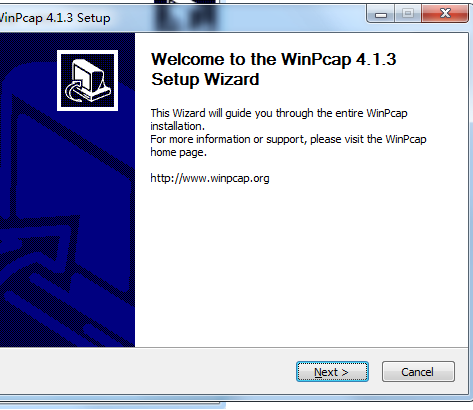 WinPcap 4.1.3 Setup
Welcome to the WinPcap 4.1.3
Setup Wizard
This Wizard will guide you through the entire WinPcap
installation.
For more information or support, please visit the WinPcap
home page.
http://www.winpcap.org
Next >
Cancel